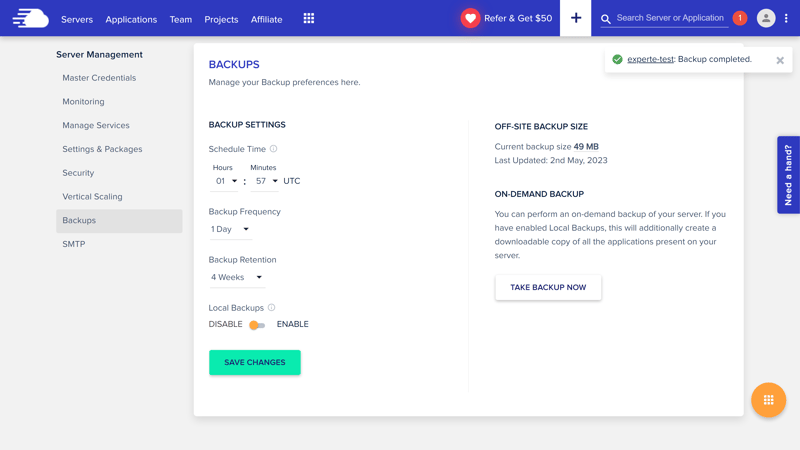 Servers Applications Team Projects Affiliate Refer & Get $50 + Search Server or Application 1
Server Management
Master Credentials
Monitoring
Manage Services
Settings & Packages
Security
Vertical Scaling
Backups
SMTP
BACKUPS
Manage your Backup preferences here.
experte-test: Backup completed.
BACKUP SETTINGS
Schedule Time
Hours Minutes
01 : 57 UTC
Backup Frequency
1 Day
Backup Retention
4 Weeks
Local Backups
DISABLE ENABLE
SAVE CHANGES
OFF-SITE BACKUP SIZE
Current backup size 49 MB
Last Updated: 2nd May, 2023
ON-DEMAND BACKUP
You can perform an on-demand backup of your server. If you
have enabled Local Backups, this will additionally create a
downloadable copy of all the applications present on your
server.
TAKE BACKUP NOW
Need a hand?